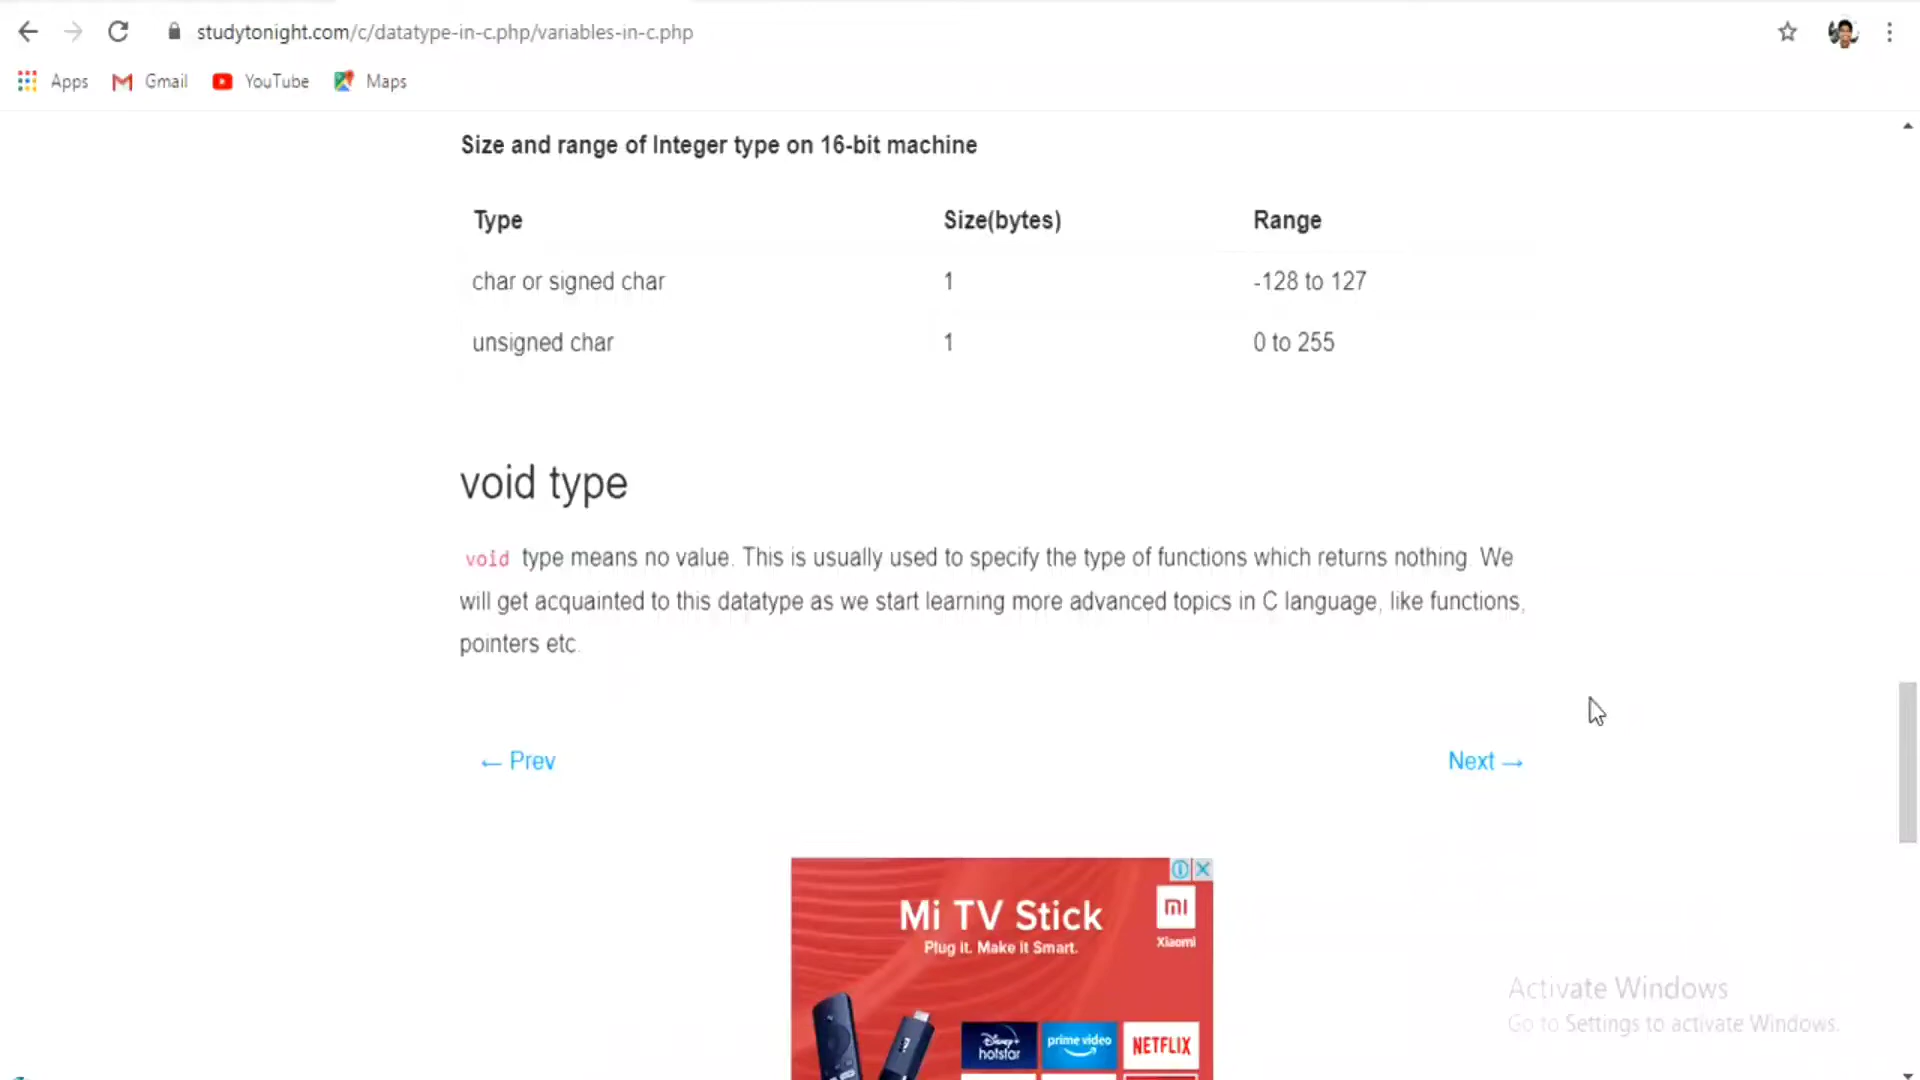 studytonight.com/c/datatype-in-c.php/variables-in-c.php
Apps Gmail YouTube Maps
Size and range of Integer type on 16-bit machine
Type Size(bytes) Range
char or signed char 1 -128 to 127
unsigned char 1 0 to 255
void type
void type means no value. This is usually used to specify the type of functions which returns nothing. We
will get acquainted to this datatype as we start learning more advanced topics in C language, like functions,
pointers etc.
← Prev Next →
Mi TV Stick
Plug it. Make it Smart.
mi
Xiaomi
Disney+ hotstar prime video NETFLIX
Activate Windows
Go to Settings to activate Windows.